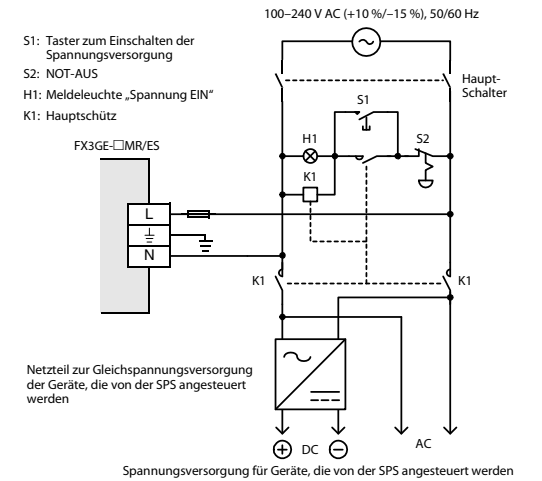 100–240 V AC (+10 %/–15 %), 50/60 Hz
S1: Taster zum Einschalten der
Spannungsversorgung
S2: NOT-AUS
H1: Meldeleuchte „Spannung EIN“
K1: Hauptschütz
Haupt-
Schalter
FX3GE-□MR/ES
S1
H1
S2
K1
L
N
K1
K1
Netzteil zur Gleichspannungsversorgung
der Geräte, die von der SPS angesteuert
werden
DC
AC
Spannungsversorgung für Geräte, die von der SPS angesteuert werden